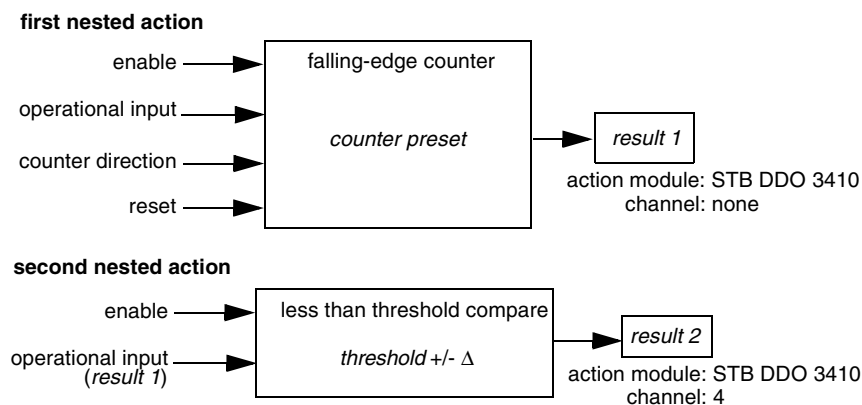 first nested action
enable
falling-edge counter
operational input
counter preset
result 1
counter direction
action module: STB DDO 3410
reset
channel: none
second nested action
enable
less than threshold compare
result 2
operational input
(result 1)
threshold +/- Δ
action module: STB DDO 3410
channel: 4